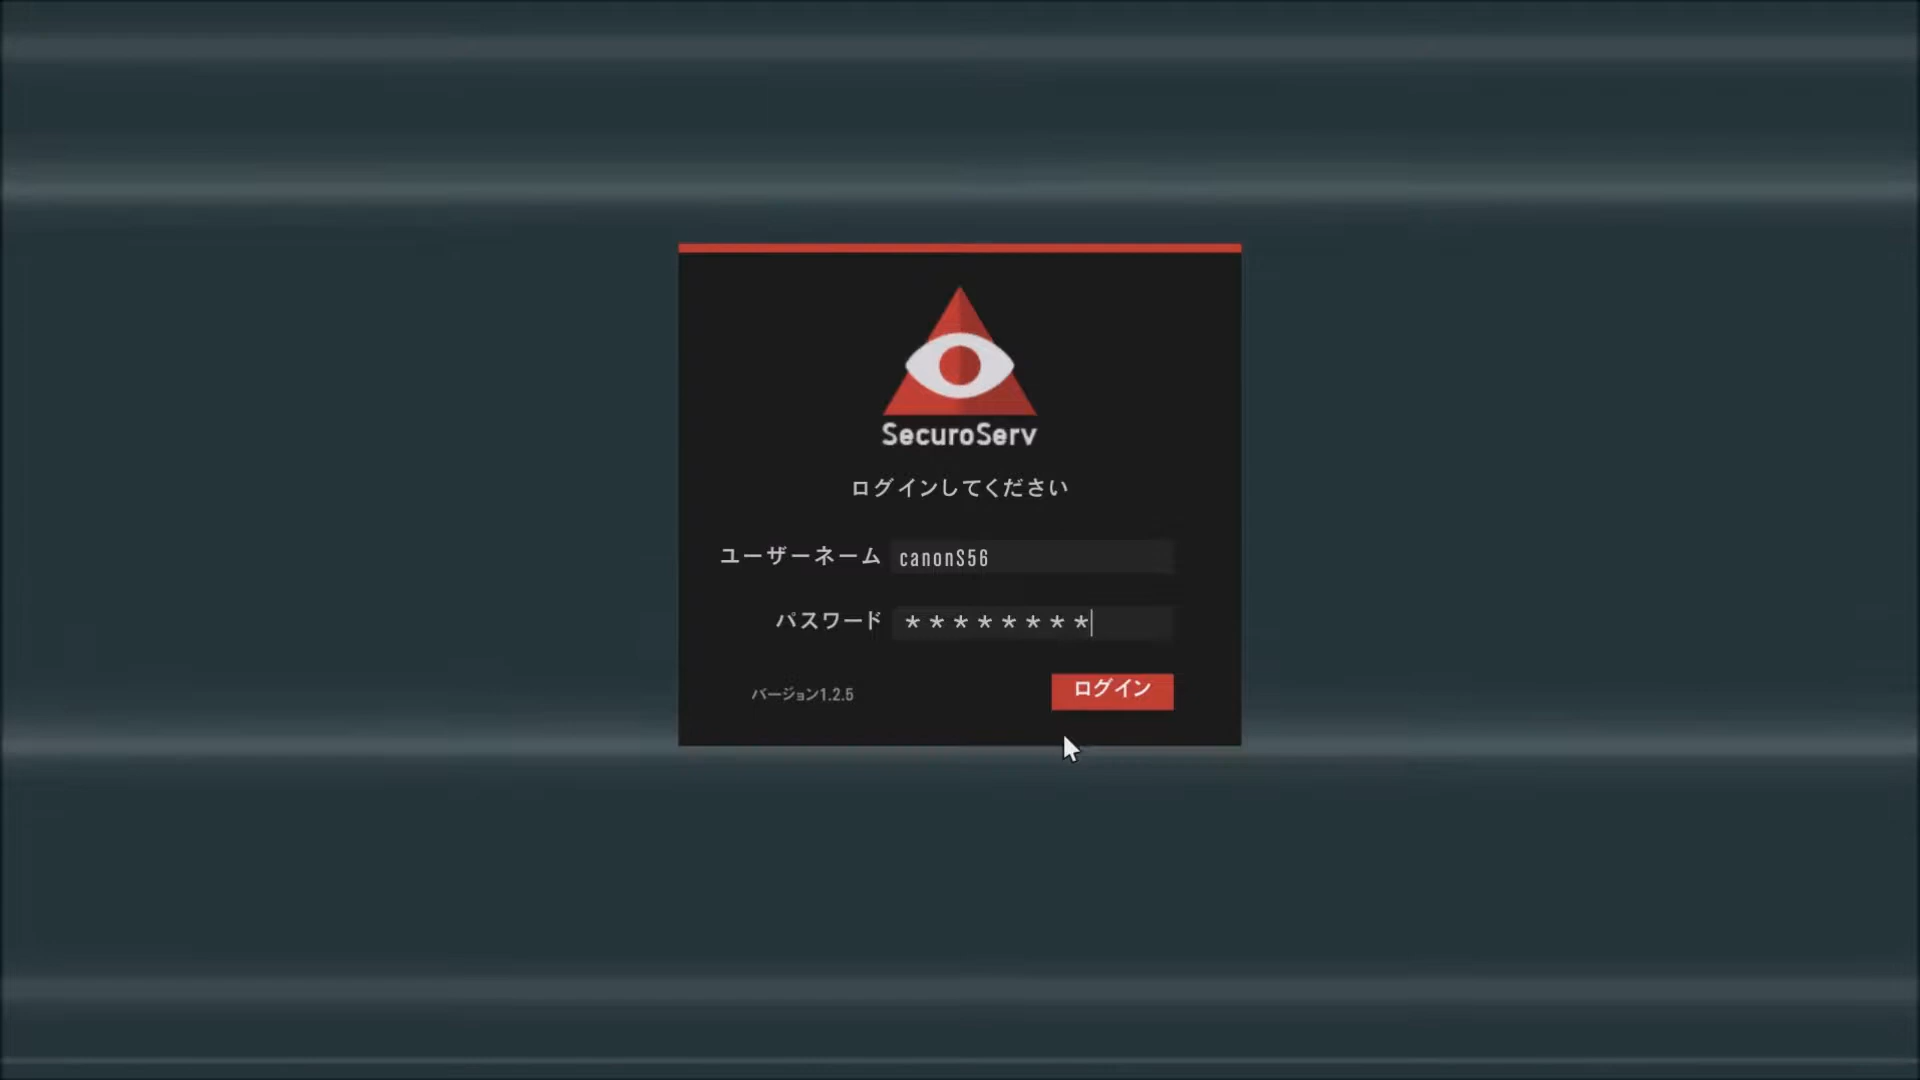 SecuroServ
ログインしてください
ユーザーネーム canonS56
パスワード ********
バージョン1.2.5
ログイン